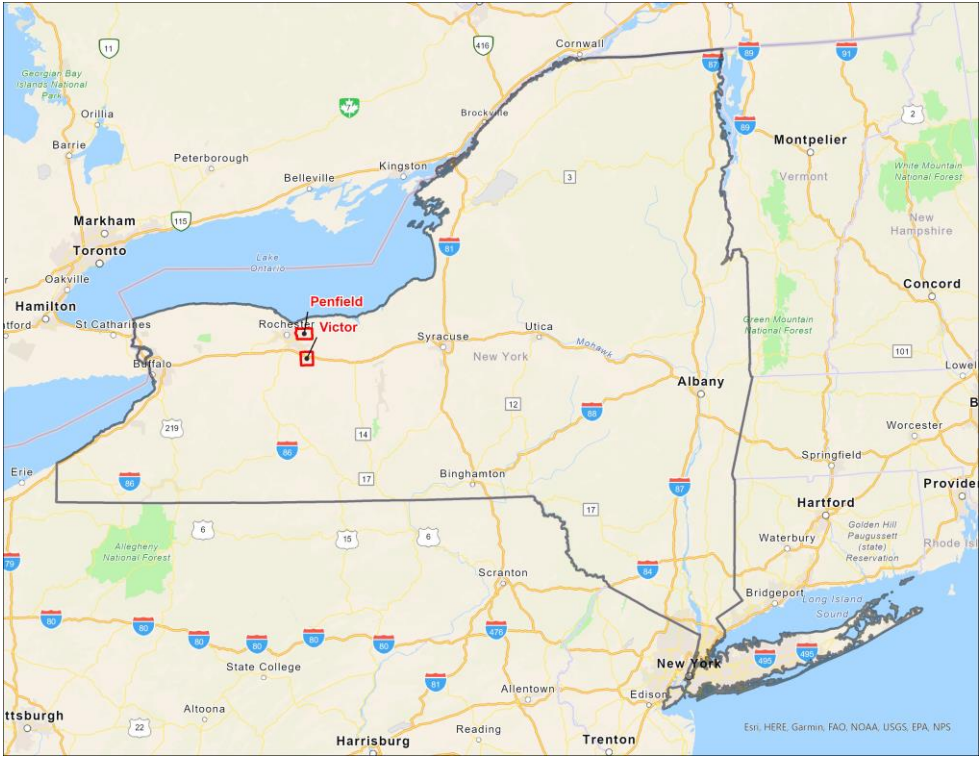 11
416
Cornwall
87
89
91
Georgian Bay
Islands National
Park
Orillia
7
Brockville
89
2
Barrie
Peterborough
Kingston
Montpelier
White Mountain
National Forest
Belleville
3
Vermont
Markham
115
New
Hampshire
Toronto
81
Lake
Ontario
Oakville
Concord
Hamilton
Penfield
tford
St Catharines
Rochester
Victor
Syracuse
Utica
Green Mountain
National Forest
New York
Mohawk
101
Buffalo
Lowel
Albany
12
B
88
219
14
Worcester
86
Springfield
Erie
86
17
Binghamton
87
Provider
Hartford
17
6
15
6
Golden Hill
Paugussett
(state)
Reservation
Waterbury
Rhode Isl
Allegheny
National Forest
79
84
Scranton
Bridgeport
Long Island
Sound
80
80
80
80
80
80
476
495
495
New York
State College
81
Allentown
Edison
Altoona
ttsburgh
22
Reading
Harrisburg
Trenton
Esri, HERE, Garmin, FAO, NOAA, USGS, EPA, NPS